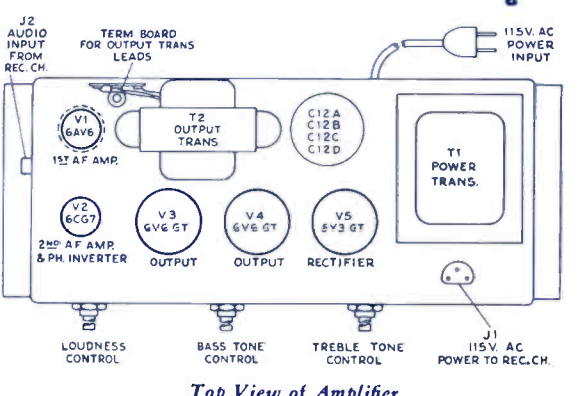 J2
AUDIO
INPUT
FROM
REC. CH.
TERM BOARD
FOR OUTPUT TRANS
LEADS
115V. AC
POWER
INPUT
V1
6AV6
1ST A.F. AMP.
T2
OUTPUT
TRANS
C12A
C12B
C12C
C12D
T1
POWER
TRANS.
V2
6CG7
2ND A.F. AMP.
& PH. INVERTER
V3
6V6 GT
OUTPUT
V4
6V6 GT
OUTPUT
V5
5V3 GT
RECTIFIER
LOUDNESS
CONTROL
BASS TONE
CONTROL
TREBLE TONE
CONTROL
J1
115V. AC
POWER TO REC. CH.
Top View of Amplifier